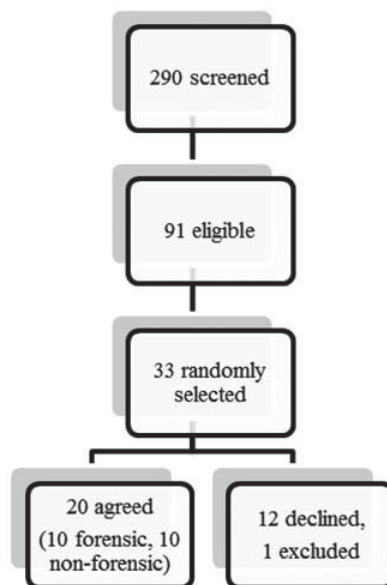 290 screened
91 eligible
33 randomly
selected
20 agreed
(10 forensic, 10
non-forensic)
12 declined,
1 excluded